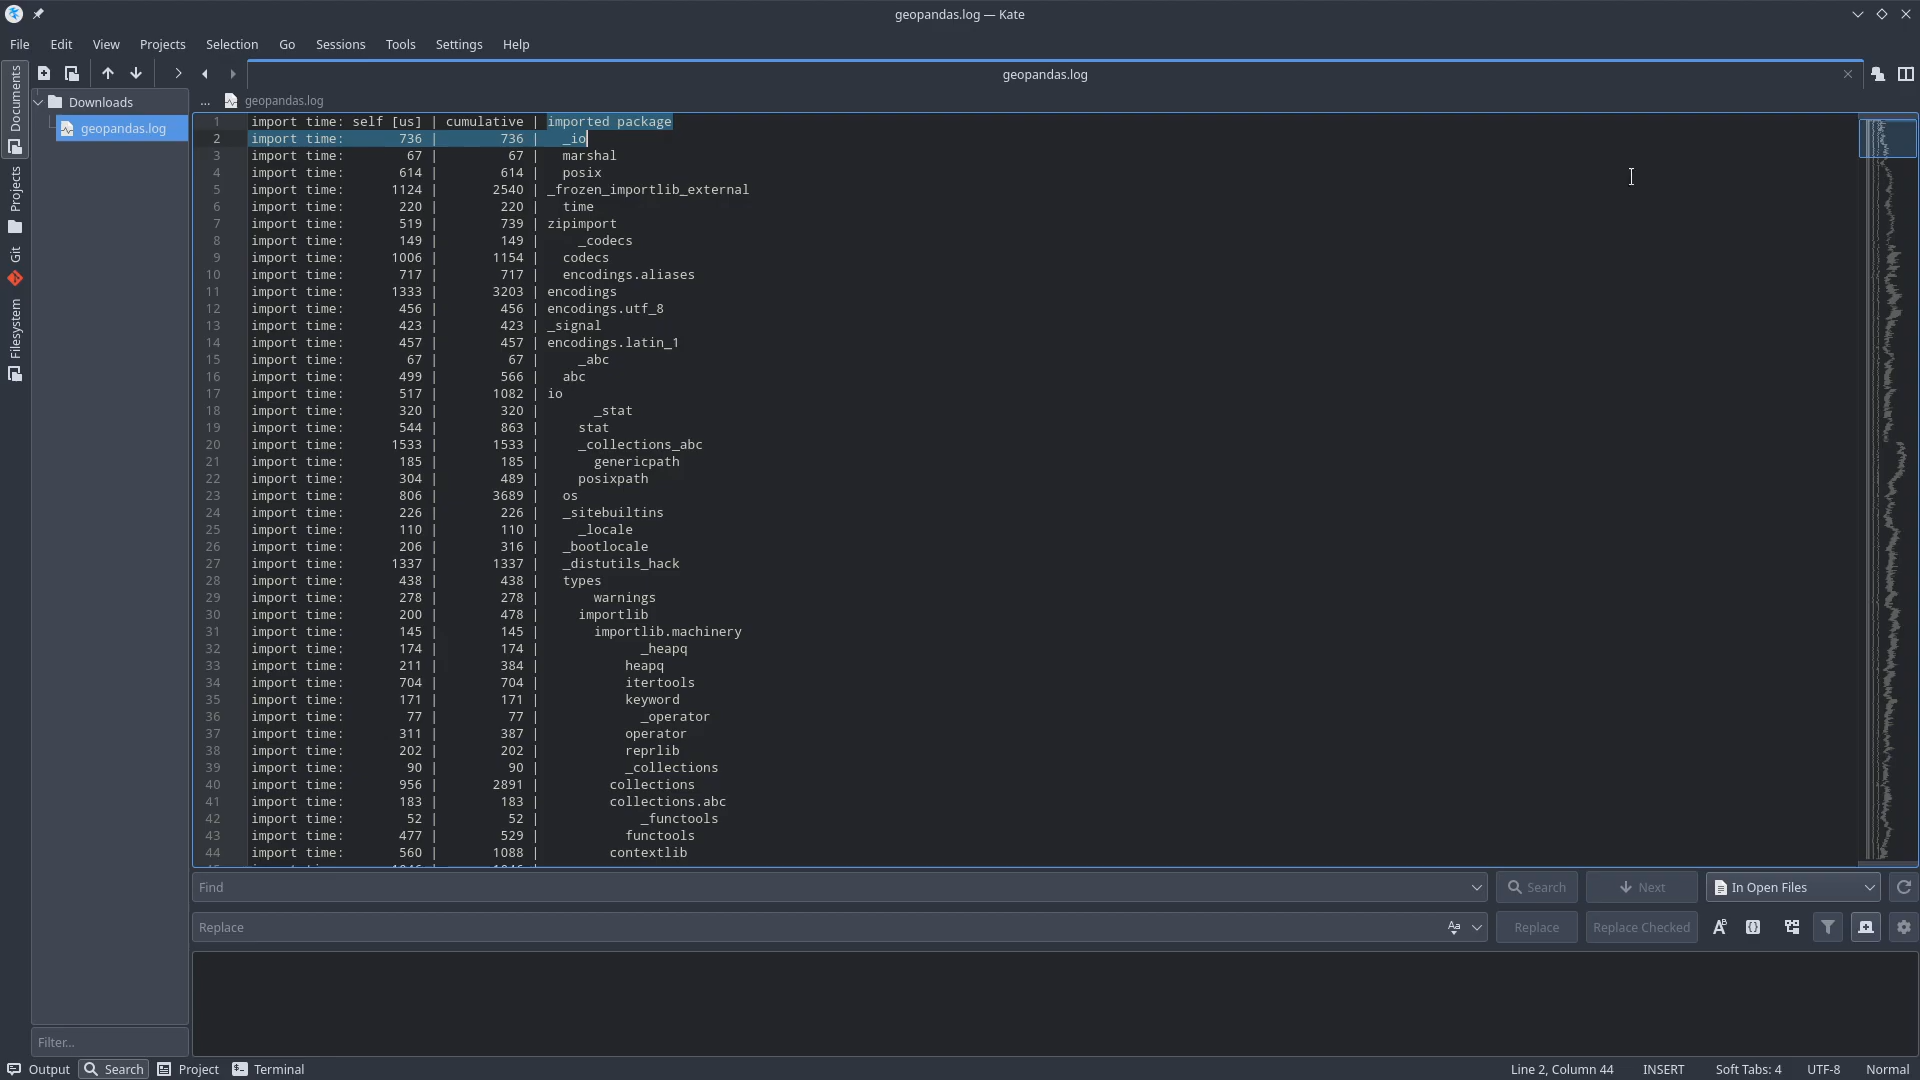 geopandas.log — Kate
File Edit View Projects Selection Go Sessions Tools Settings Help
geopandas.log
Documents
Projects
Git
Filesystem
Downloads
geopandas.log
... geopandas.log
1 import time: self [us] | cumulative | imported package
2 import time: 736 | 736 | _io
3 import time: 67 | 67 | marshal
4 import time: 614 | 614 | posix
5 import time: 1124 | 2540 | _frozen_importlib_external
6 import time: 220 | 220 | time
7 import time: 519 | 739 | zipimport
8 import time: 149 | 149 | _codecs
9 import time: 1006 | 1154 | codecs
10 import time: 717 | 717 | encodings.aliases
11 import time: 1333 | 3203 | encodings
12 import time: 456 | 456 | encodings.utf_8
13 import time: 423 | 423 | _signal
14 import time: 457 | 457 | encodings.latin_1
15 import time: 67 | 67 | _abc
16 import time: 499 | 566 | abc
17 import time: 517 | 1082 | io
18 import time: 320 | 320 | _stat
19 import time: 544 | 863 | stat
20 import time: 1533 | 1533 | _collections_abc
21 import time: 185 | 185 | genericpath
22 import time: 304 | 489 | posixpath
23 import time: 806 | 3689 | os
24 import time: 226 | 226 | _sitebuiltins
25 import time: 110 | 110 | _locale
26 import time: 206 | 316 | _bootlocale
27 import time: 1337 | 1337 | _distutils_hack
28 import time: 438 | 438 | types
29 import time: 278 | 278 | warnings
30 import time: 200 | 478 | importlib
31 import time: 145 | 145 | importlib.machinery
32 import time: 174 | 174 | _heapq
33 import time: 211 | 384 | heapq
34 import time: 704 | 704 | itertools
35 import time: 171 | 171 | keyword
36 import time: 77 | 77 | _operator
37 import time: 311 | 387 | operator
38 import time: 202 | 202 | reprlib
39 import time: 90 | 90 | _collections
40 import time: 956 | 2891 | collections
41 import time: 183 | 183 | collections.abc
42 import time: 52 | 52 | _functools
43 import time: 477 | 529 | functools
44 import time: 560 | 1088 | contextlib
Find Search Next In Open Files
Replace Aa Replace Replace Checked
Filter...
Output Search Project Terminal Line 2, Column 44 INSERT Soft Tabs: 4 UTF-8 Normal